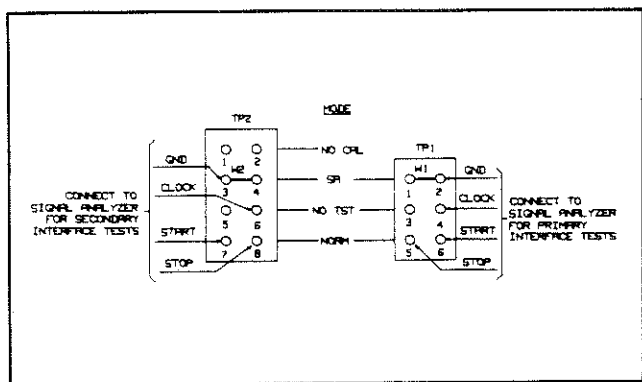 MODE
TP2
NO CAL
TP1
1 2
GND
W2
W1
GND
3 4
SA
1 2
CLOCK
CLOCK
CONNECT TO
SIGNAL ANALYZER
FOR SECONDARY
INTERFACE TESTS
NO TST
CONNECT TO
SIGNAL ANALYZER
FOR PRIMARY
INTERFACE TESTS
5 6
3 4
START
START
NORM
7 8
5 6
STOP
STOP